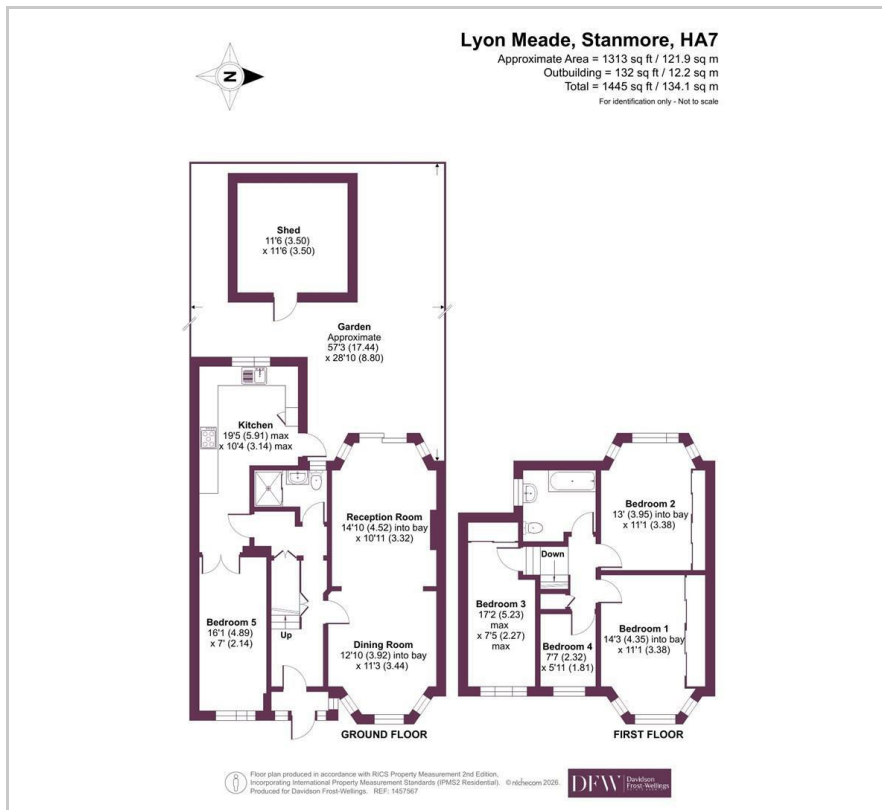 Lyon Meade, Stanmore, HA7
Approximate Area = 1313 sq ft / 121.9 sq m
Outbuilding = 132 sq ft / 12.2 sq m
Total = 1445 sq ft / 134.1 sq m
For identification only - Not to scale
N
Shed
11'6 (3.50)
x 11'6 (3.50)
Garden
Approximate
57'3 (17.44)
x 28'10 (8.80)
Kitchen
19'5 (5.91) max
x 10'4 (3.14) max
Reception Room
14'10 (4.52) into bay
x 10'11 (3.32)
Bedroom 5
16'1 (4.89)
x 7' (2.14)
Up
Dining Room
12'10 (3.92) into bay
x 11'3 (3.44)
GROUND FLOOR
Bedroom 2
13' (3.95) into bay
x 11'1 (3.38)
Down
Bedroom 3
17'2 (5.23)
max
x 7'5 (2.27)
max
Bedroom 4
7'7 (2.32)
x 5'11 (1.81)
Bedroom 1
14'3 (4.35) into bay
x 11'1 (3.38)
FIRST FLOOR
Floor plan produced in accordance with RICS Property Measurement 2nd Edition,
Incorporating International Property Measurement Standards (IPMS2 Residential). © nichecom 2026.
Produced for Davidson Frost-Wellings. REF: 1457567
DFW
Davidson
Frost-Wellings